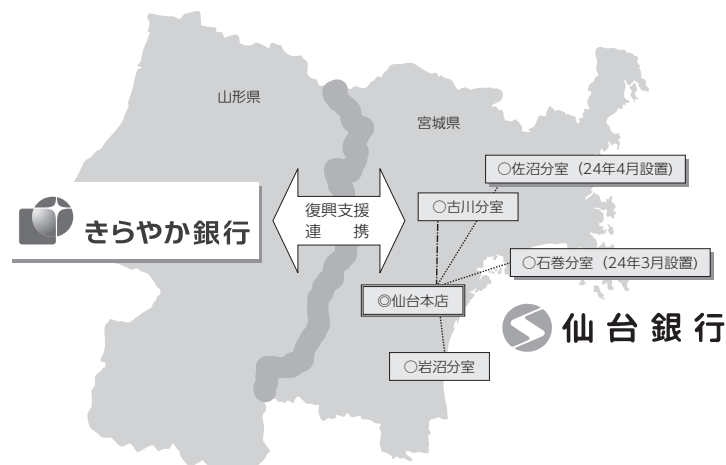 山形県
宮城県
○佐沼分室（24年4月設置)
○古川分室
復興支援
連　携
きらやか銀行
○石巻分室（24年3月設置)
◎仙台本店
仙台銀行
○岩沼分室